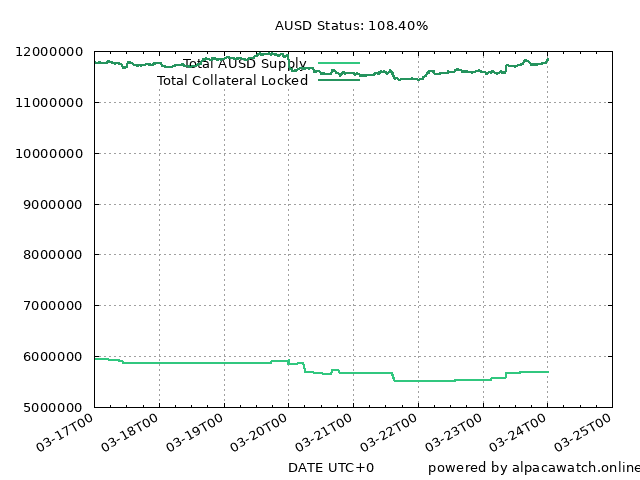 AUSD Status: 108.40%
12000000
Total AUSD Supply
Total Collateral Locked
11000000
10000000
9000000
8000000
7000000
6000000
5000000
03-17T00
03-18T00
03-19T00
03-20T00
03-21T00
03-22T00
03-23T00
03-24T00
03-25T00
DATE UTC+0
powered by alpacawatch.online